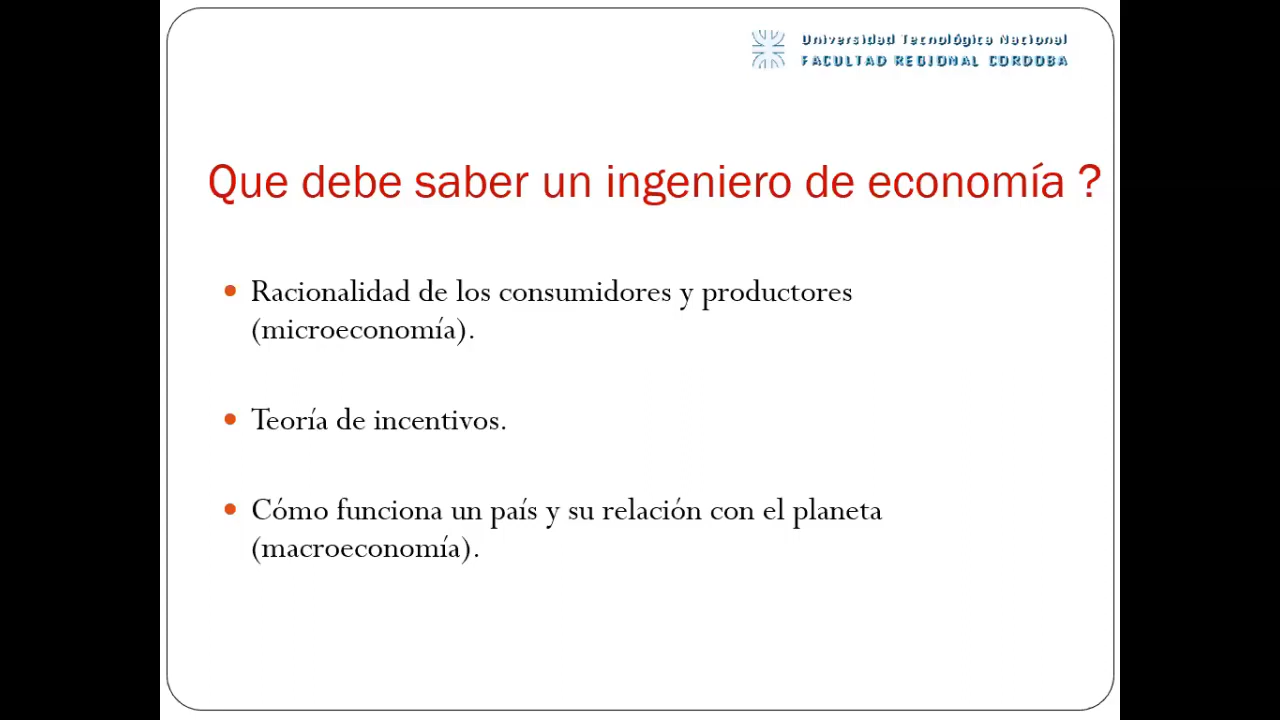 Universidad Tecnológica Nacional
FACULTAD REGIONAL CORDOBA
Que debe saber un ingeniero de economía ?
• Racionalidad de los consumidores y productores
(microeconomía).
• Teoría de incentivos.
• Cómo funciona un país y su relación con el planeta
(macroeconomía).